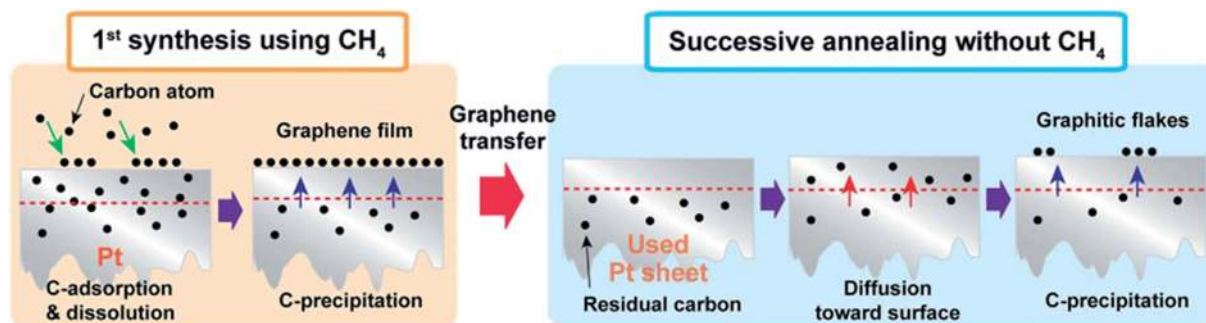 1st synthesis using CH4
Successive annealing without CH4
Carbon atom
Graphene film
Pt
C-adsorption
& dissolution
C-precipitation
Graphene
transfer
Graphitic flakes
Used
Pt sheet
Residual carbon
Diffusion
toward surface
C-precipitation